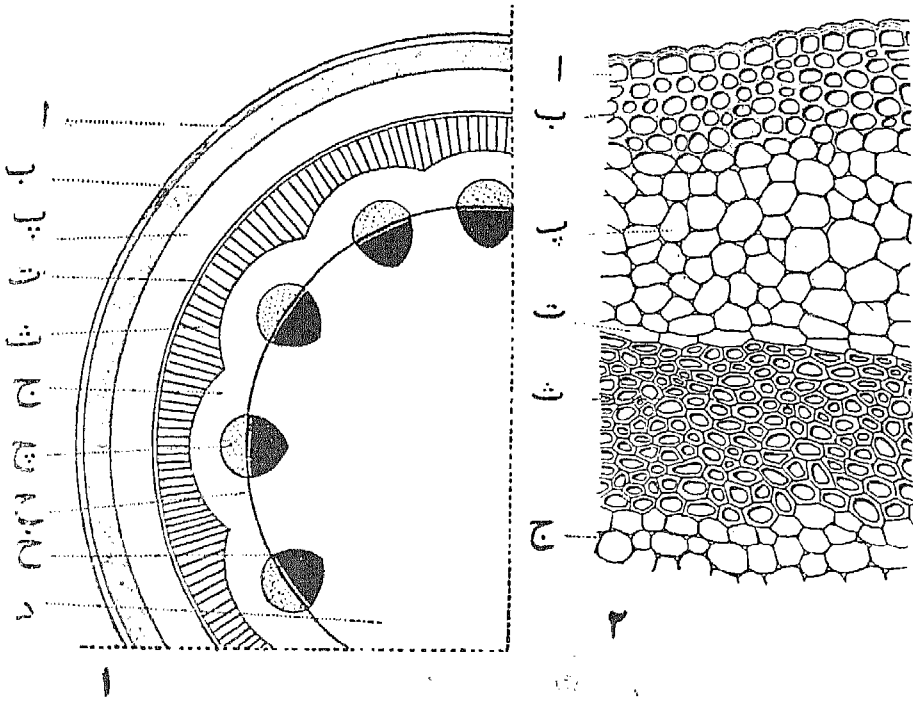 ا
ب
پ
ت
ث
ج
چ
د
۱
ا
ب
پ
ت
ث
ج
۲